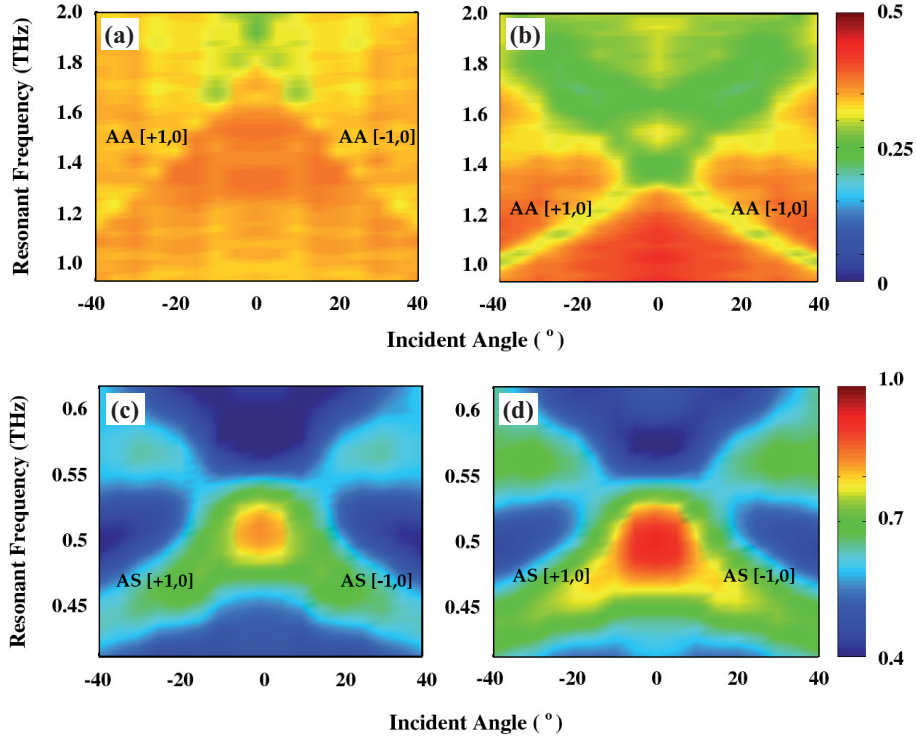 (a)
(b)
2.0
1.8
1.6
1.4
1.2
1.0
Resonant Frequency (THz)
AA [+1,0]
AA [-1,0]
-40
-20
0
20
40
2.0
1.8
1.6
1.4
1.2
1.0
AA [+1,0]
AA [-1,0]
-40
-20
0
20
40
0.5
0.25
0
Incident Angle ( o )
(c)
(d)
0.6
0.55
0.5
0.45
Resonant Frequency (THz)
AS [+1,0]
AS [-1,0]
-40
-20
0
20
40
0.6
0.55
0.5
0.45
AS [+1,0]
AS [-1,0]
-40
-20
0
20
40
1.0
0.7
0.4
Incident Angle ( o )